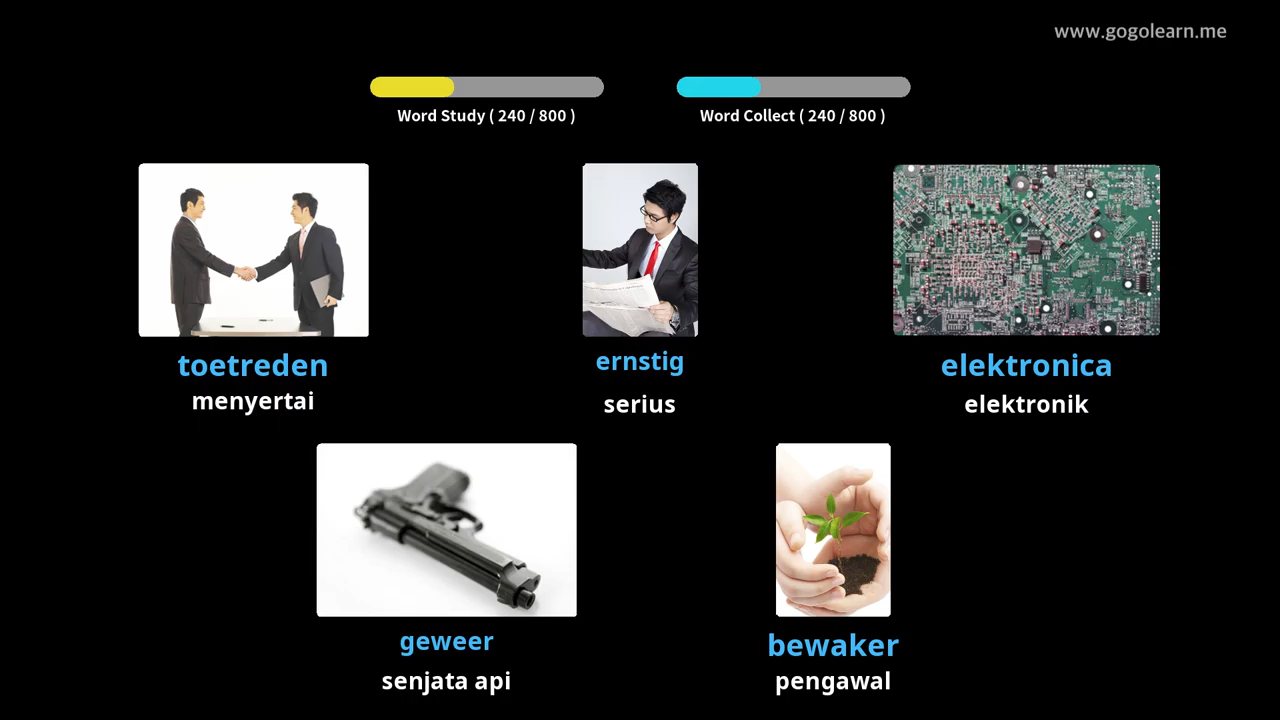 www.gogolearn.me
Word Study ( 240 / 800 )
Word Collect ( 240 / 800 )
toetreden
menyertai
ernstig
serius
elektronica
elektronik
geweer
senjata api
bewaker
pengawal